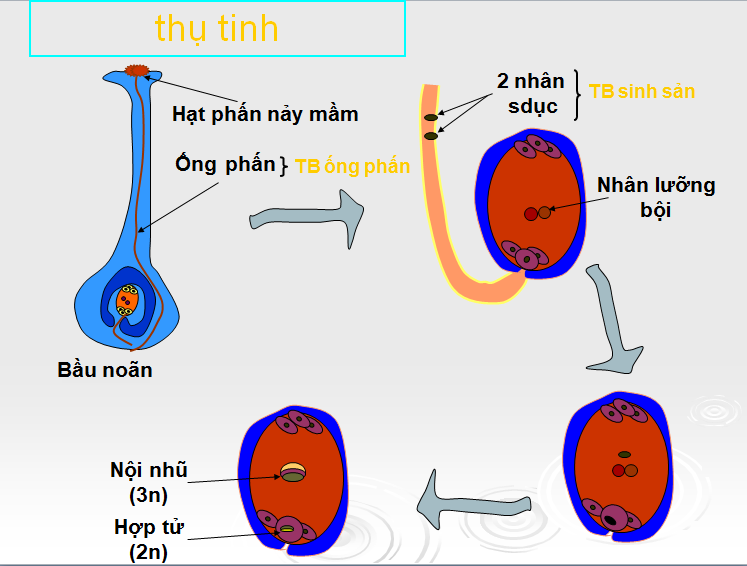 thụ tinh
Hạt phấn nảy mầm
Ống phấn
TB ống phấn
Bầu noãn
2 nhân
sdục
TB sinh sản
Nhân lưỡng
bội
Nội nhũ
(3n)
Hợp tử
(2n)